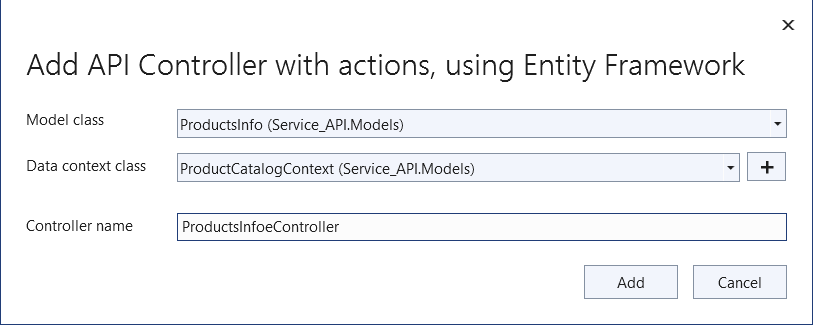 Add API Controller with actions, using Entity Framework
Model class
ProductsInfo (Service_API.Models)
Data context class
ProductCatalogContext (Service_API.Models)
+
Controller name
ProductsInfoeController
Add
Cancel